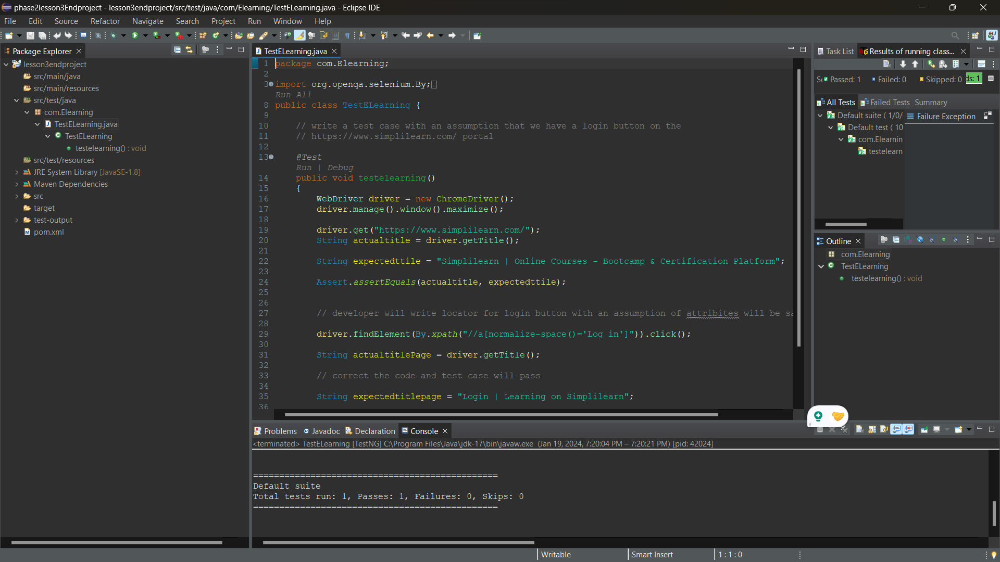 phase2lesson3Endproject - lesson3endproject/src/test/java/com/Elearning/TestELearning.java - Eclipse IDE
File Edit Source Refactor Navigate Search Project Run Window Help
Package Explorer
lesson3endproject
src/main/java
src/main/resources
src/test/java
com.Elearning
TestELearning.java
TestELearning
testelearning() : void
src/test/resources
JRE System Library [JavaSE-1.8]
Maven Dependencies
src
target
test-output
pom.xml
TestELearning.java
1 package com.Elearning;
2
3 import org.openqa.selenium.By;
Run All
8 public class TestELearning {
9
10 // write a test case with an assumption that we have a login button on the
11 // https://www.simplilearn.com/ portal
12
13 @Test
Run | Debug
14 public void testelearning()
15 {
16 WebDriver driver = new ChromeDriver();
17 driver.manage().window().maximize();
18
19 driver.get("https://www.simplilearn.com/");
20 String actualtitle = driver.getTitle();
21
22 String expectedttile = "Simplilearn | Online Courses - Bootcamp & Certification Platform";
23
24 Assert.assertEquals(actualtitle, expectedttile);
25
26
27 // developer will write locator for login button with an assumption of attribites will be sa
28
29 driver.findElement(By.xpath("//a[normalize-space()='Log in']")).click();
30
31 String actualtitlePage = driver.getTitle();
32
33 // correct the code and test case will pass
34
35 String expectedtitlepage = "Login | Learning on Simplilearn";
36
Task List Results of running class...
Passed: 1 Failed: 0 Skipped: 0 ds: 1
All Tests Failed Tests Summary
Default suite ( 1/0/
Default test ( 10
com.Elearnin
testelearn
Failure Exception
Outline
com.Elearning
TestELearning
testelearning() : void
Problems Javadoc Declaration Console
<terminated> TestELearning [TestNG] C:\Program Files\Java\jdk-17\bin\javaw.exe (Jan 19, 2024, 7:20:04 PM – 7:20:21 PM) [pid: 42024]
===============================================
Default suite
Total tests run: 1, Passes: 1, Failures: 0, Skips: 0
===============================================
Writable Smart Insert 1 : 1 : 0